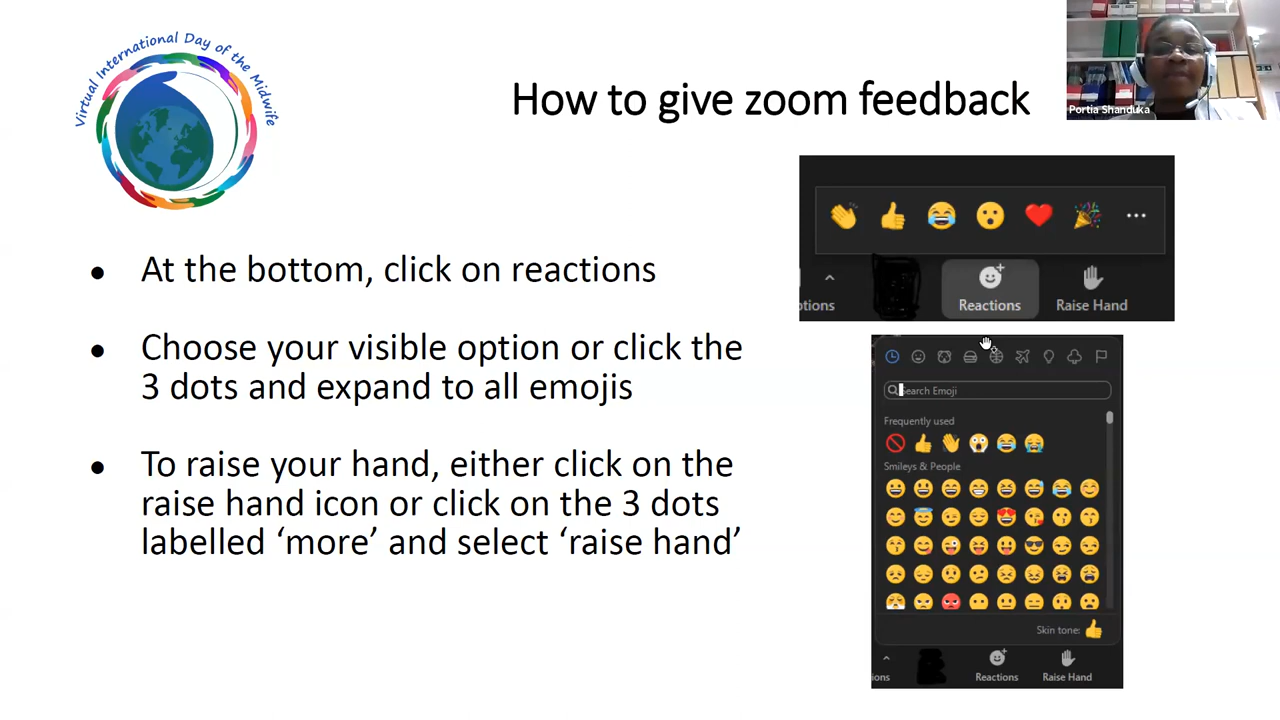 Virtual International Day of the Midwife
How to give zoom feedback
Portia Shanduka
At the bottom, click on reactions
Choose your visible option or click the
3 dots and expand to all emojis
To raise your hand, either click on the
raise hand icon or click on the 3 dots
labelled ‘more’ and select ‘raise hand’
ptions
Reactions
Raise Hand
Search Emoji
Frequently used
Smileys & People
Skin tone:
ions
Reactions
Raise Hand